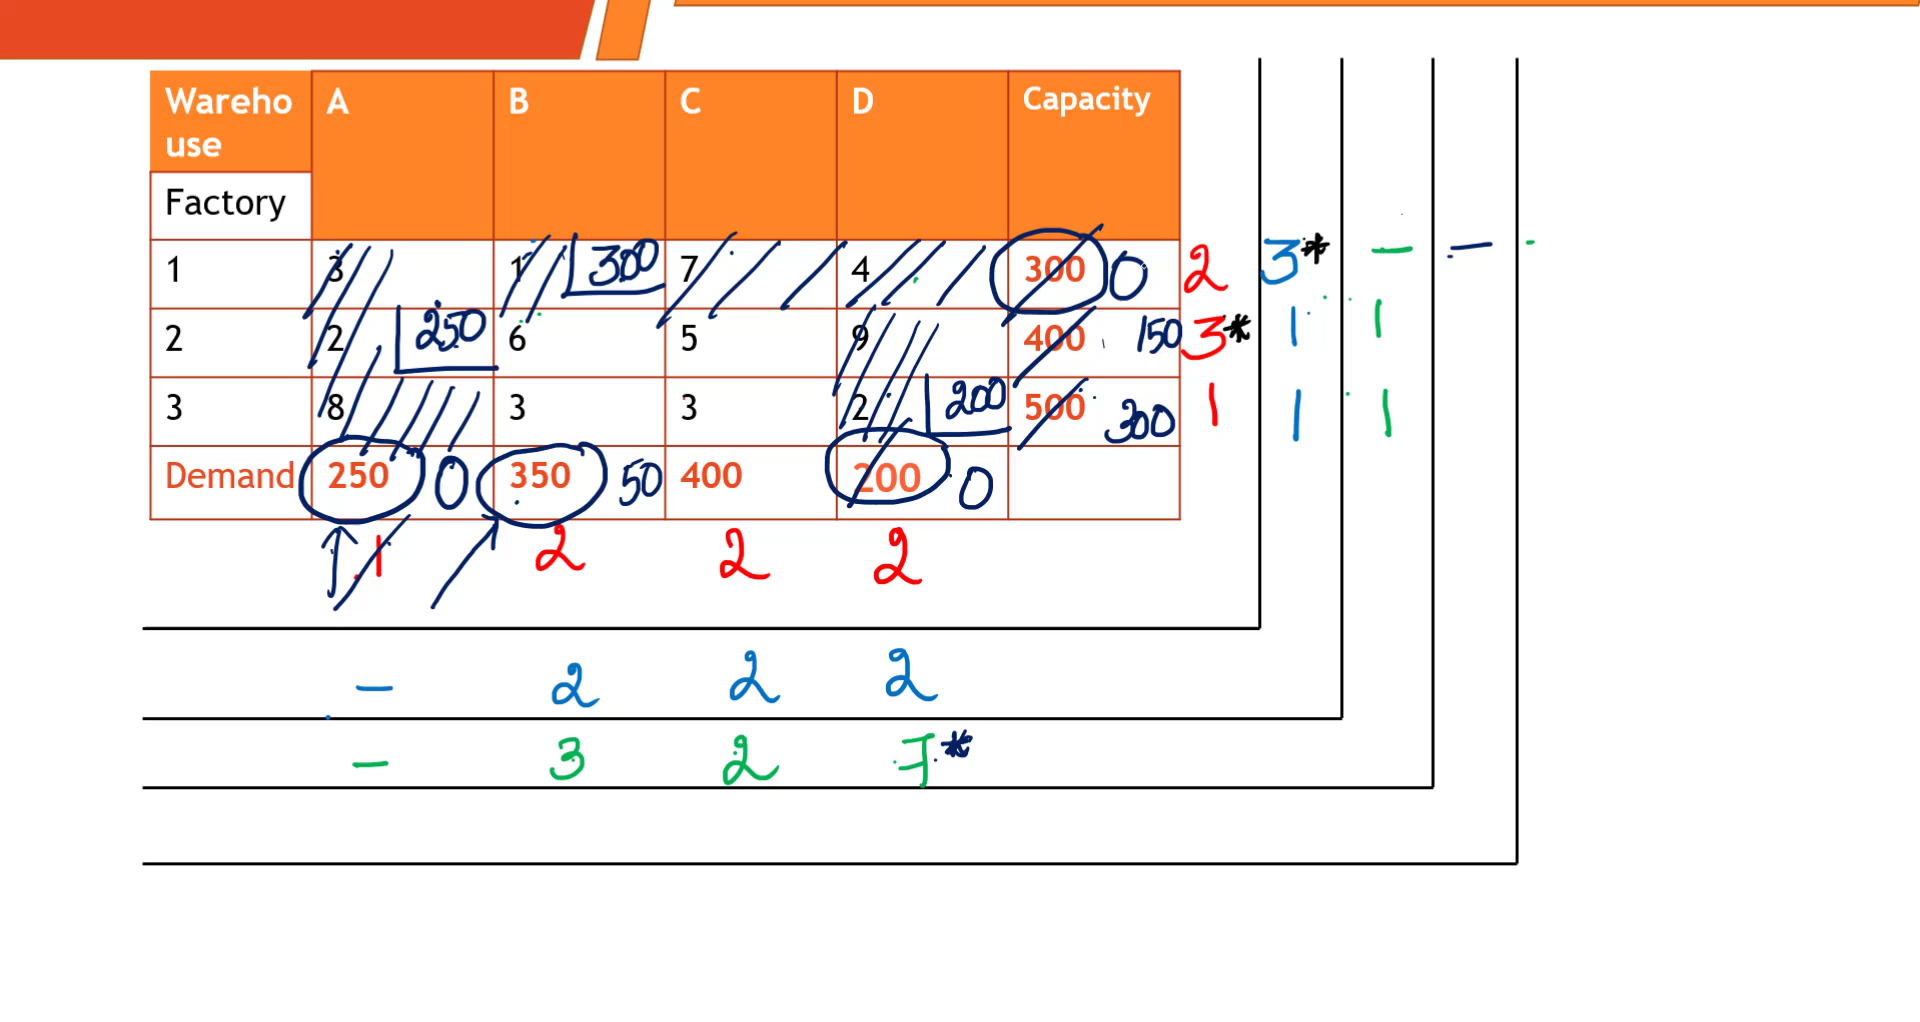 Wareho A B C D Capacity
use
Factory
1 3 1 300 7 4 300 0 2 3* – – -
2 2 250 6 5 9 400 150 3* 1 1
3 8 3 3 2 200 500 300 1 1 1
Demand 250 0 350 50 400 200 0
1 2 2 2
– 2 2 2
– 3 2 7*